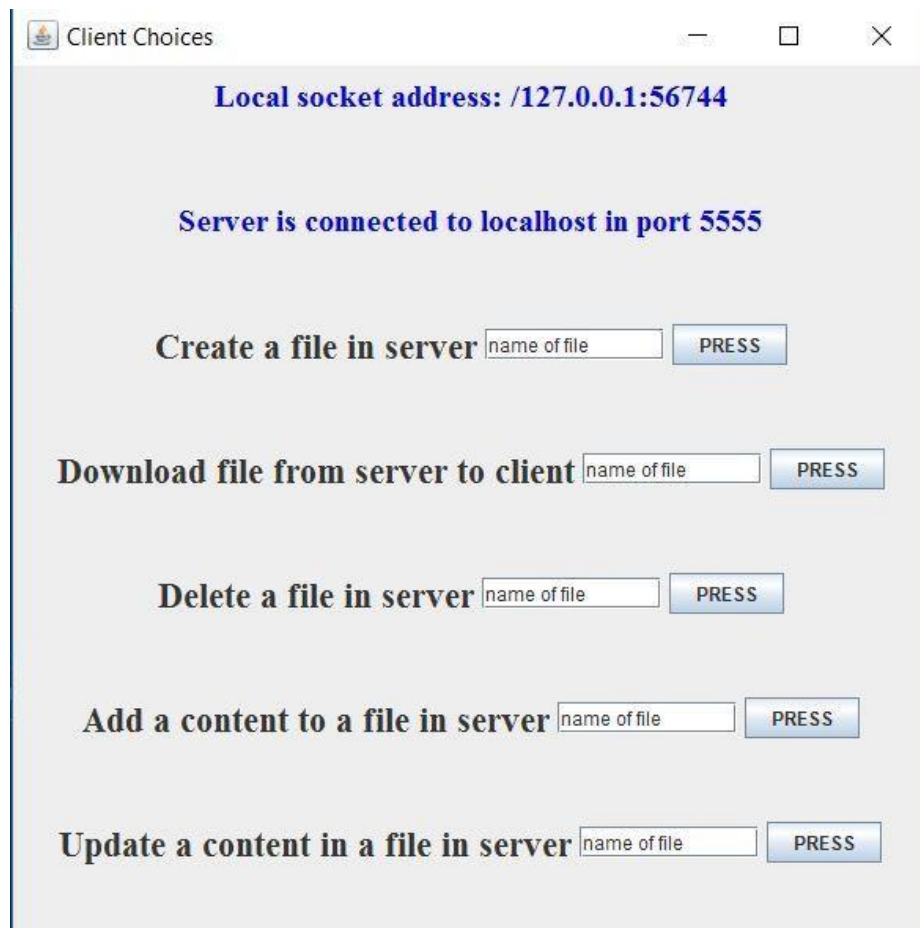 Client Choices
Local socket address: /127.0.0.1:56744
Server is connected to localhost in port 5555
Create a file in server name of file PRESS
Download file from server to client name of file PRESS
Delete a file in server name of file PRESS
Add a content to a file in server name of file PRESS
Update a content in a file in server name of file PRESS